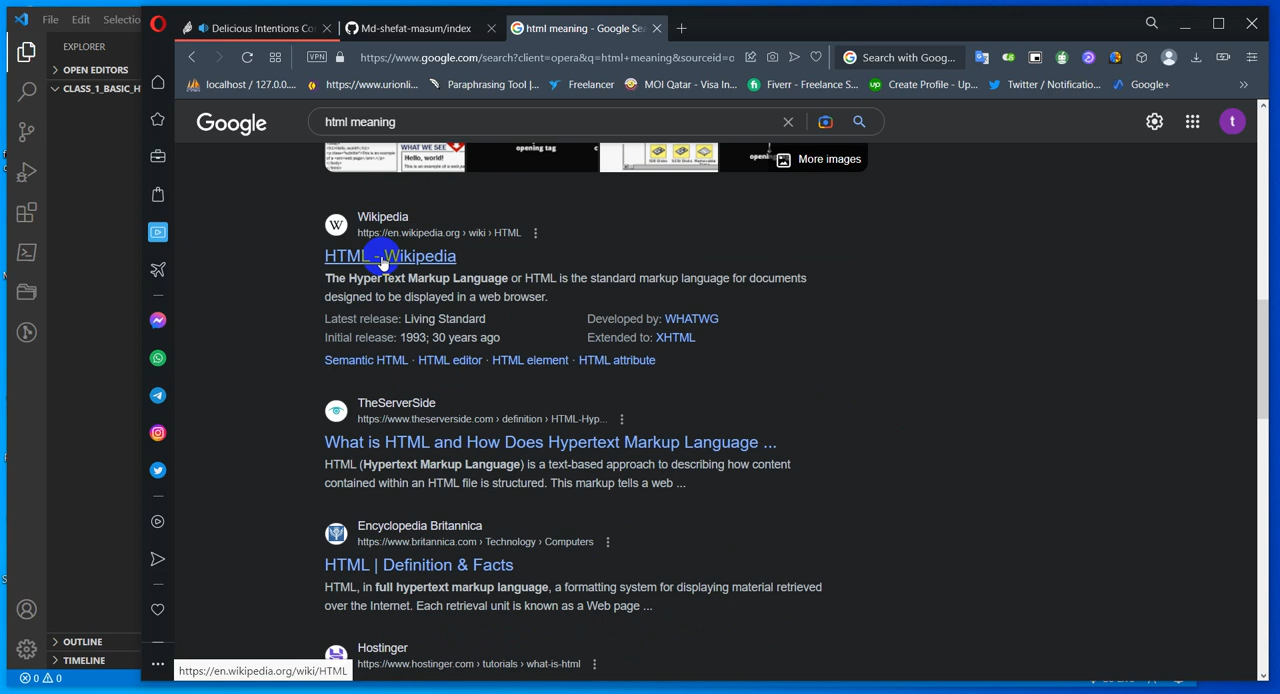 File Edit Selectio
Delicious Intentions Co
Md-shefat-masum/index
html meaning - Google Se
EXPLORER
OPEN EDITORS
CLASS_1_BASIC_H
OUTLINE
TIMELINE
0 0
VPN
https://www.google.com/search?client=opera&q=html+meaning&sourceid=o
Search with Goog...
localhost / 127.0.0....
https://www.urionli...
Paraphrasing Tool |...
Freelancer
MOI Qatar - Visa In...
Fiverr - Freelance S...
Create Profile - Up...
Twitter / Notificatio...
Google+
Google
html meaning
t
WHAT WE SEE
Hello, world!
opening tag
More images
Wikipedia
https://en.wikipedia.org › wiki › HTML
HTML - Wikipedia
The HyperText Markup Language or HTML is the standard markup language for documents
designed to be displayed in a web browser.
Latest release: Living Standard
Developed by: WHATWG
Initial release: 1993; 30 years ago
Extended to: XHTML
Semantic HTML · HTML editor · HTML element · HTML attribute
TheServerSide
https://www.theserverside.com › definition › HTML-Hyp...
What is HTML and How Does Hypertext Markup Language ...
HTML (Hypertext Markup Language) is a text-based approach to describing how content
contained within an HTML file is structured. This markup tells a web ...
Encyclopedia Britannica
https://www.britannica.com › Technology › Computers
HTML | Definition & Facts
HTML, in full hypertext markup language, a formatting system for displaying material retrieved
over the Internet. Each retrieval unit is known as a Web page ...
Hostinger
https://www.hostinger.com › tutorials › what-is-html
https://en.wikipedia.org/wiki/HTML